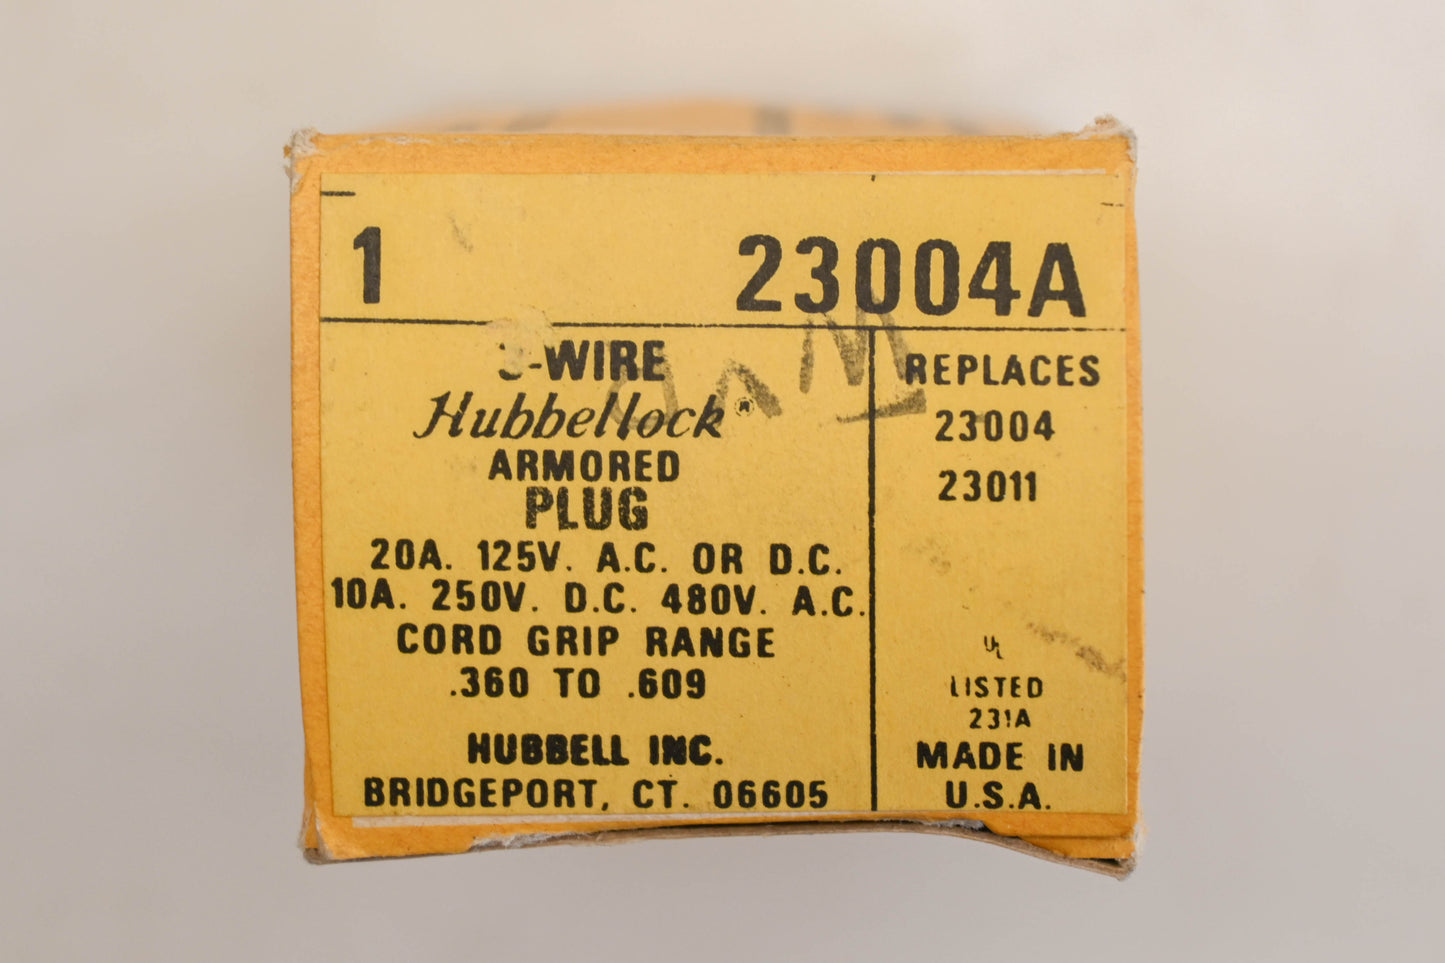 1 23004A
3-WIRE
Hubbellock®
ARMORED
PLUG
20A. 125V. A.C. OR D.C.
10A. 250V. D.C. 480V. A.C.
CORD GRIP RANGE
.360 TO .609
HUBBELL INC.
BRIDGEPORT, CT. 06605
REPLACES
23004
23011
UL
LISTED
231A
MADE IN
U.S.A.